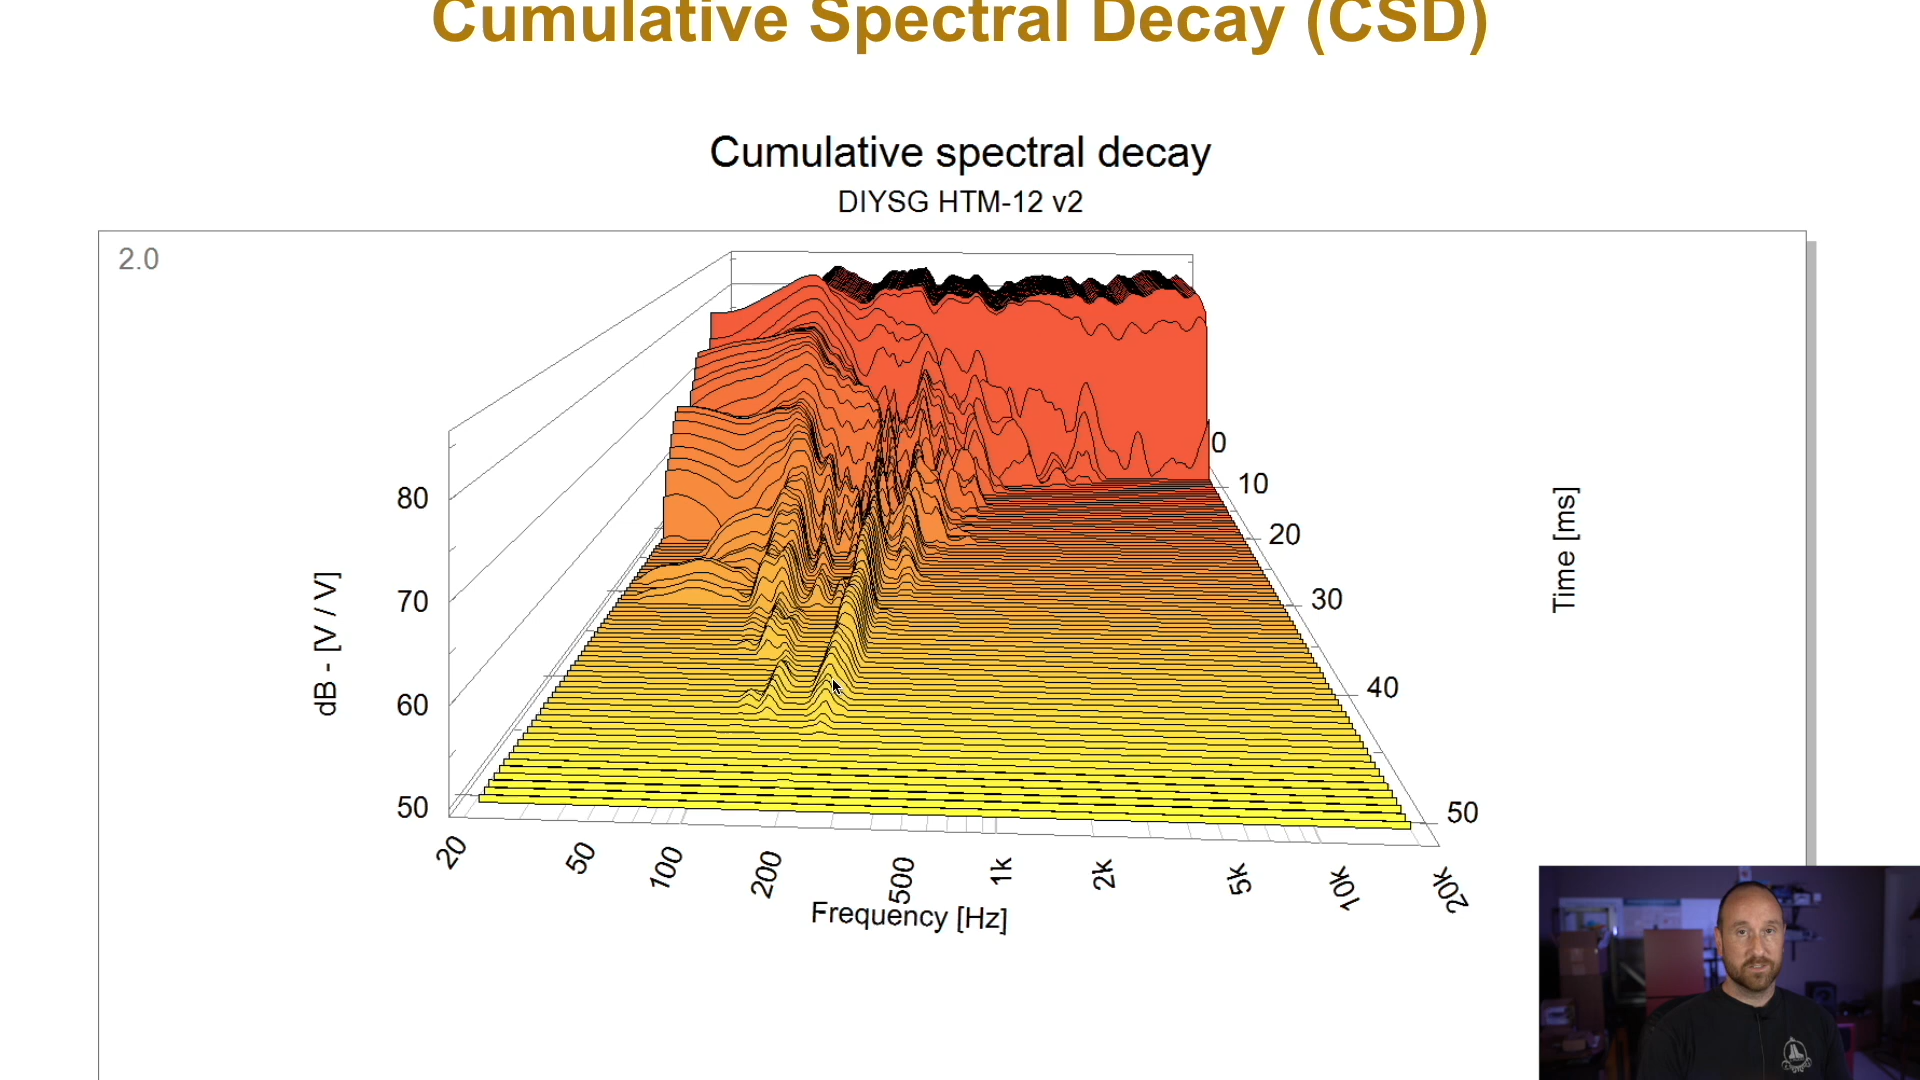 Cumulative Spectral Decay (CSD)
Cumulative spectral decay
DIYSG HTM-12 v2
2.0
80
70
60
50
dB - [V / V]
0
10
20
30
40
50
Time [ms]
20
50
100
200
500
1k
2k
5k
10k
20k
Frequency [Hz]